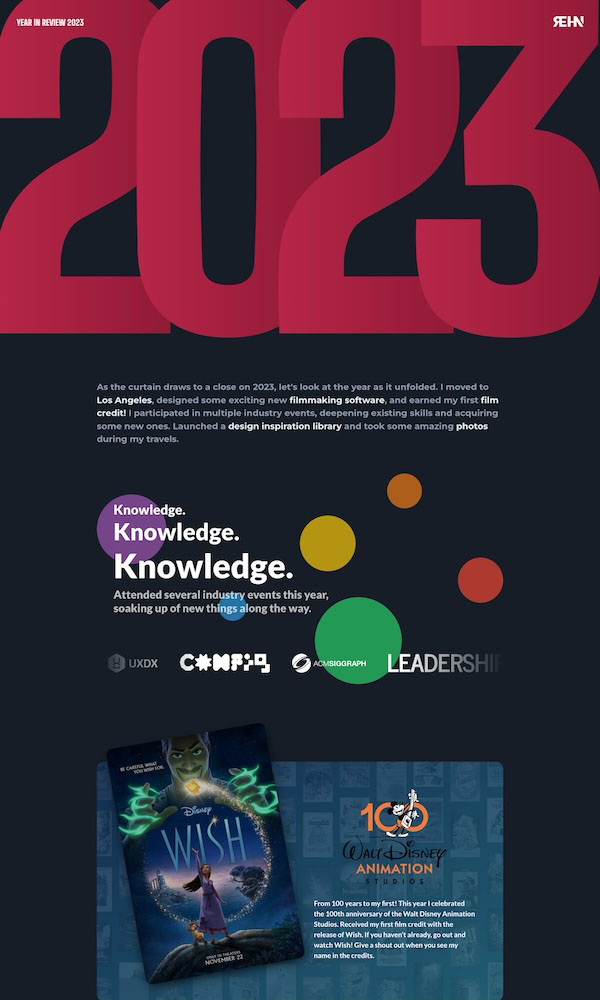 YEAR IN REVIEW 2023
REHN
2023
As the curtain draws to a close on 2023, let's look at the year as it unfolded. I moved to
Los Angeles, designed some exciting new filmmaking software, and earned my first film
credit! I participated in multiple industry events, deepening existing skills and acquiring
some new ones. Launched a design inspiration library and took some amazing photos
during my travels.
Knowledge.
Knowledge.
Knowledge.
Attended several industry events this year,
soaking up of new things along the way.
UXDX
CONFIG
ACMSIGGRAPH
LEADERSHIP
BE CAREFUL WHAT
YOU WISH FOR.
Disney
WISH
ONLY IN THEATERS
NOVEMBER 22
100
WALT DISNEY
ANIMATION
STUDIOS
From 100 years to my first! This year I celebrated
the 100th anniversary of the Walt Disney Animation
Studios. Received my first film credit with the
release of Wish. If you haven't already, go out and
watch Wish! Give a shout out when you see my
name in the credits.